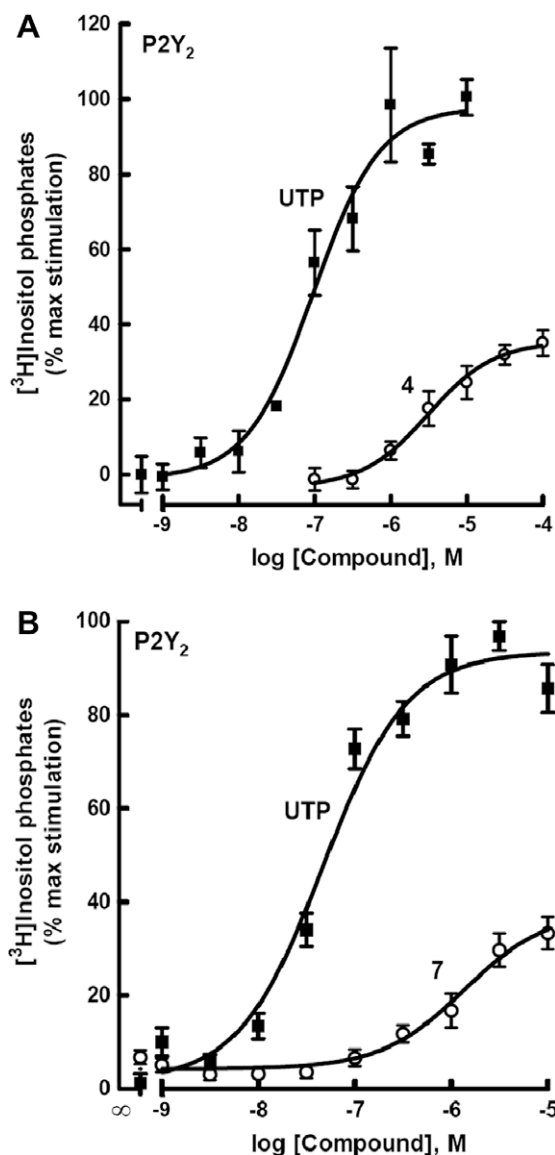 A
P2Y₂
[³H]Inositol phosphates
(% max stimulation)
120
100
80
60
40
20
0
UTP
4
-9 -8 -7 -6 -5 -4
log [Compound], M
B
P2Y₂
[³H]Inositol phosphates
(% max stimulation)
100
80
60
40
20
0
UTP
7
∞ -9 -8 -7 -6 -5
log [Compound], M